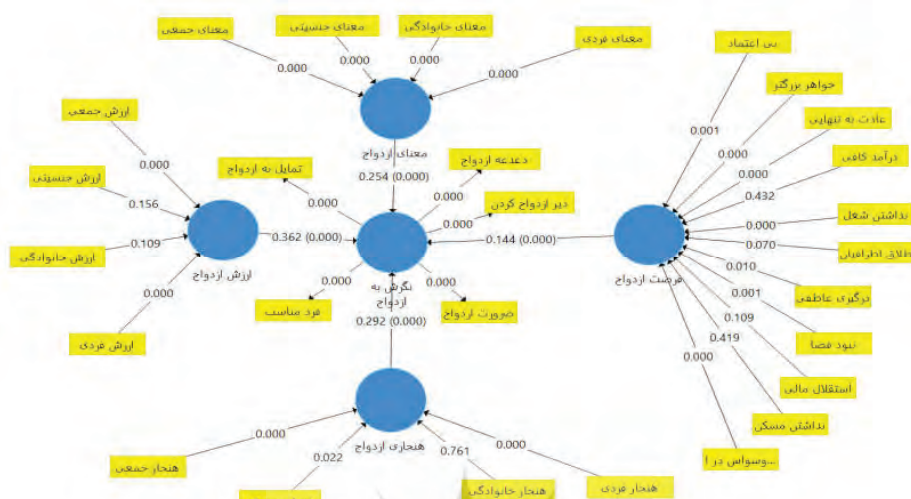 معنای جمعی
معنای جنسیتی
معنای خانوادگی
معنای فردی
0.000
0.000
0.000
0.000
معنای ازدواج
0.254 (0.000)
ارزش جمعی
ارزش جنسیتی
ارزش خانوادگی
ارزش فردی
0.000
0.156
0.109
0.000
ارزش ازدواج
0.362 (0.000)
تمایل به ازدواج
دغدغه ازدواج
دیر ازدواج کردن
فرد مناسب
ضرورت ازدواج
0.000
0.000
0.000
0.000
0.000
نگرش به
ازدواج
0.292 (0.000)
0.144 (0.000)
بی اعتماد
خواهر بزرگتر
عادت به تنهایی
درآمد کافی
نداشتن شغل
طلاق اطرافیان
درگیری عاطفی
نبود فضا
استقلال مالی
نداشتن مسکن
وسواس در ا...
0.001
0.000
0.000
0.432
0.000
0.070
0.010
0.001
0.109
0.419
0.000
فرصت ازدواج
هنجاری ازدواج
0.000
0.022
0.761
0.000
هنجار جمعی
هنجار خانوادگی
هنجار فردی